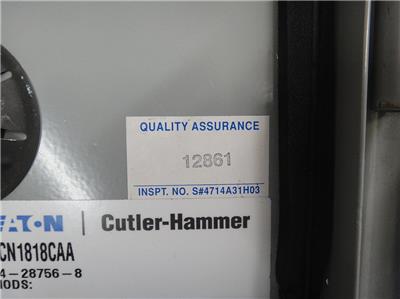 QUALITY ASSURANCE
12861
INSPT. NO. S#4714A31H03
EATON | Cutler-Hammer
CN1818CAA
4-28756-8
MODS: